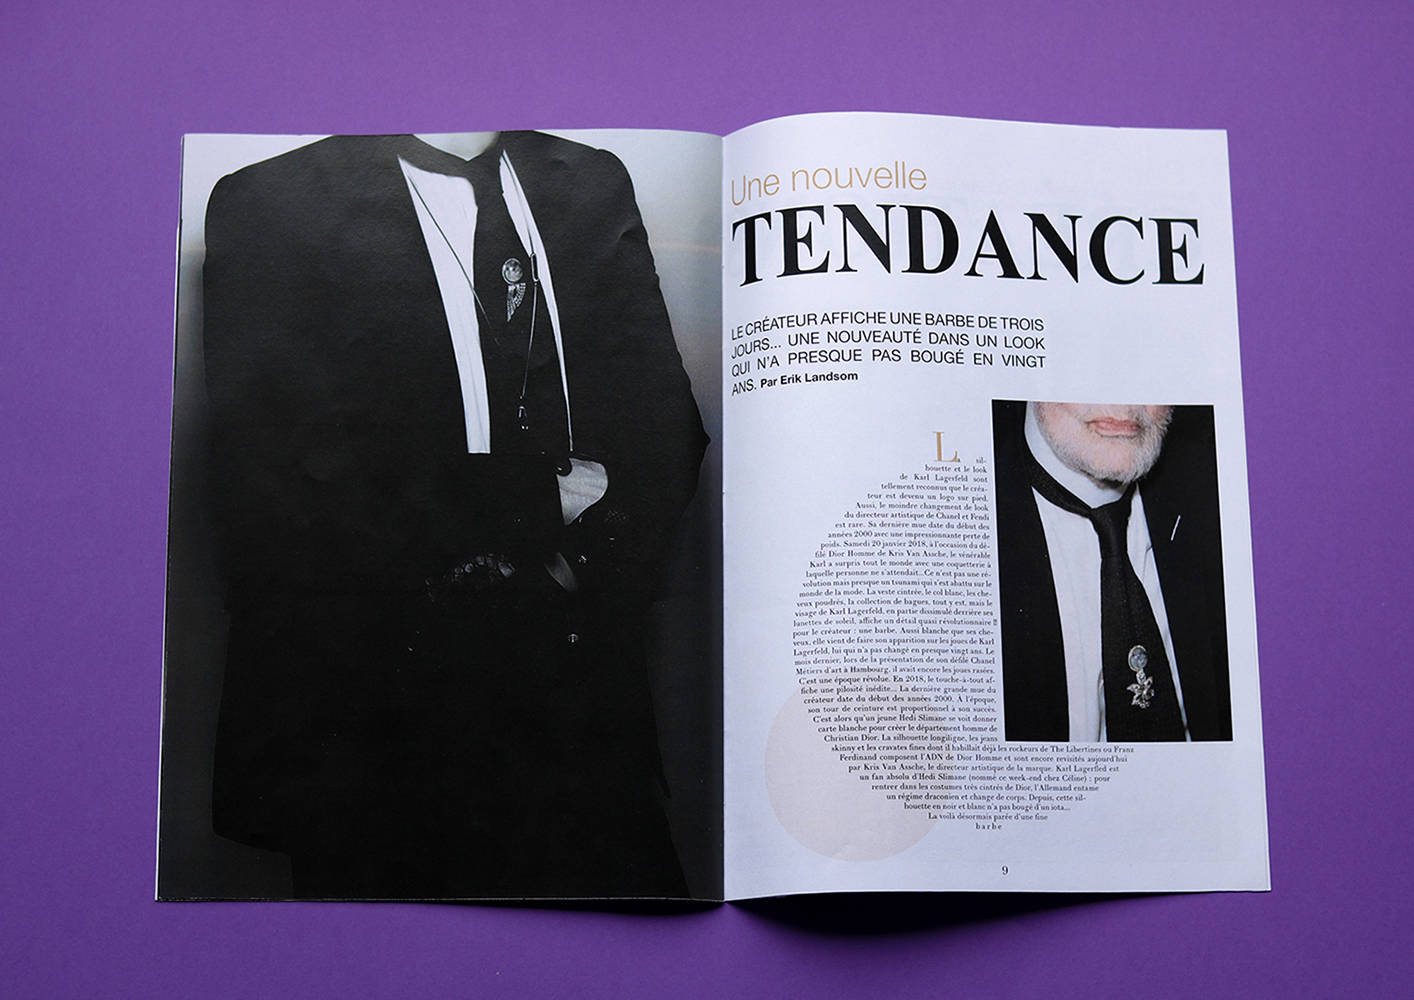 Une nouvelle
TENDANCE
LE CRÉATEUR AFFICHE UNE BARBE DE TROIS
JOURS... UNE NOUVEAUTÉ DANS UN LOOK
QUI N'A PRESQUE PAS BOUGÉ EN VINGT
ANS. Par Erik Landsom
L sil-
houette et le look
de Karl Lagerfeld sont
tellement reconnus que le créa-
teur est devenu un logo sur pied.
Aussi, le moindre changement de look
du directeur artistique de Chanel et Fendi
est rare. Sa dernière mue date du début des
années 2000 avec une impressionnante perte de
poids. Samedi 20 janvier 2018, à l'occasion du dé-
filé Dior Homme de Kris Van Assche, le vénérable
Karl a surpris tout le monde avec une coquetterie à
laquelle personne ne s'attendait...Ce n'est pas une ré-
volution mais presque un tsunami qui s'est abattu sur le
monde de la mode. La veste cintrée, le col blanc, les che-
veux poudrés, la collection de bagues, tout y est, mais le
visage de Karl Lagerfeld, en partie dissimulé derrière ses
lunettes de soleil, affiche un détail quasi révolutionnaire
pour le créateur : une barbe. Aussi blanche que ses che-
veux, elle vient de faire son apparition sur les joues de Karl
Lagerfeld, lui qui n'a pas changé en presque vingt ans. Le
mois dernier, lors de la présentation de son défilé Chanel
Métiers d'art à Hambourg, il avait encore les joues rasées.
C'est une époque révolue. En 2018, le touche-à-tout af-
fiche une pilosité inédite... La dernière grande mue du
créateur date du début des années 2000. À l'époque,
son tour de ceinture est proportionnel à son succès.
C'est alors qu'un jeune Hedi Slimane se voit donner
carte blanche pour créer le département homme de
Christian Dior. La silhouette longiligne, les jeans
skinny et les cravates fines dont il habillait déjà les rockeurs de The Libertines ou Franz
Ferdinand composent l'ADN de Dior Homme et sont encore revisités aujourd'hui
par Kris Van Assche, le directeur artistique de la marque. Karl Lagerfled est
un fan absolu d'Hedi Slimane (nommé ce week-end chez Céline) : pour
rentrer dans les costumes très cintrés de Dior, l'Allemand entame
un régime draconien et change de corps. Depuis, cette sil-
houette en noir et blanc n'a pas bougé d'un iota...
La voilà désormais parée d'une fine
barbe
9